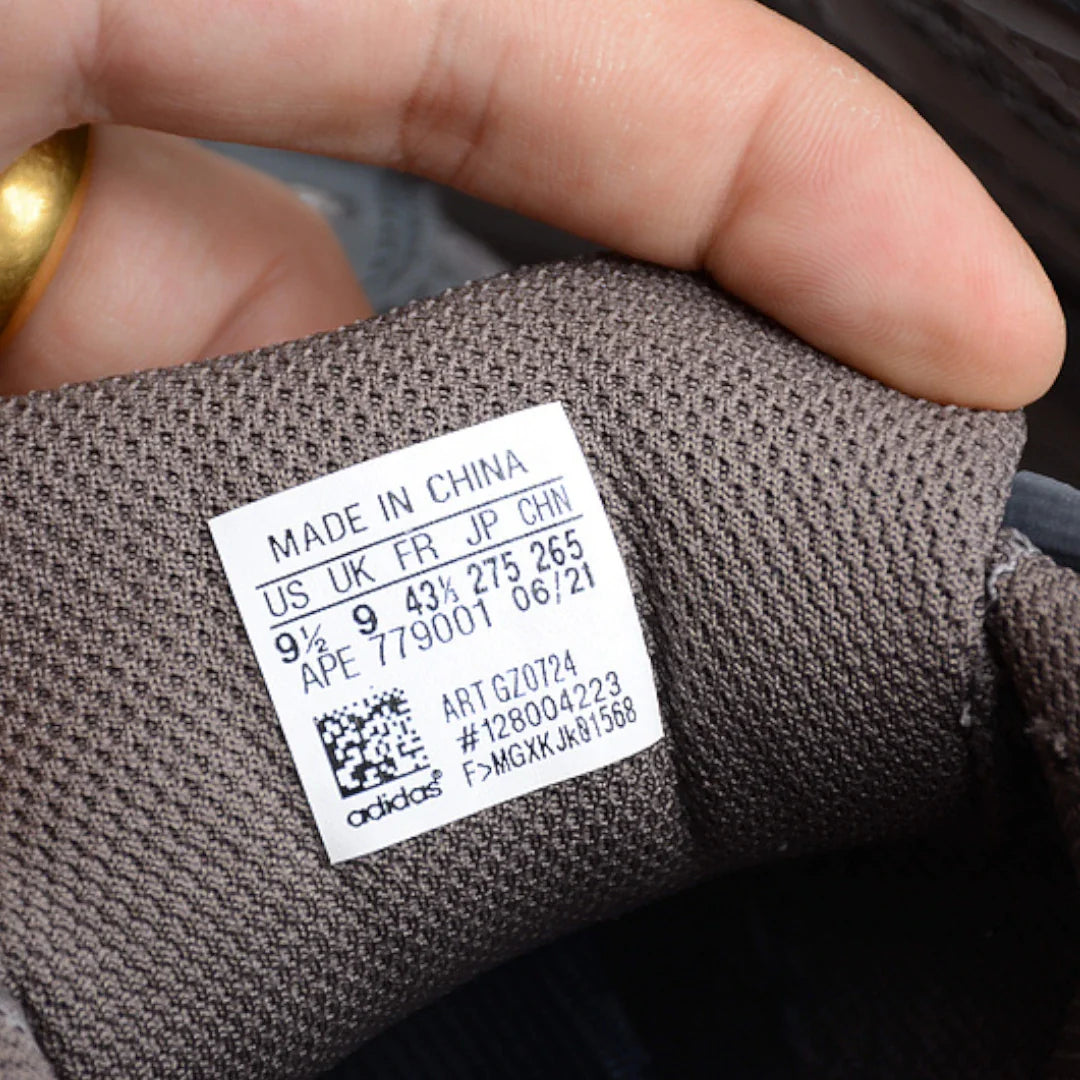 MADE IN CHINA
US UK FR JP CHN
9½ 9 43⅓ 275 265
APE 779001 06/21
ART GZ0724
#128004223
F>MGXKJk01568
adidas®